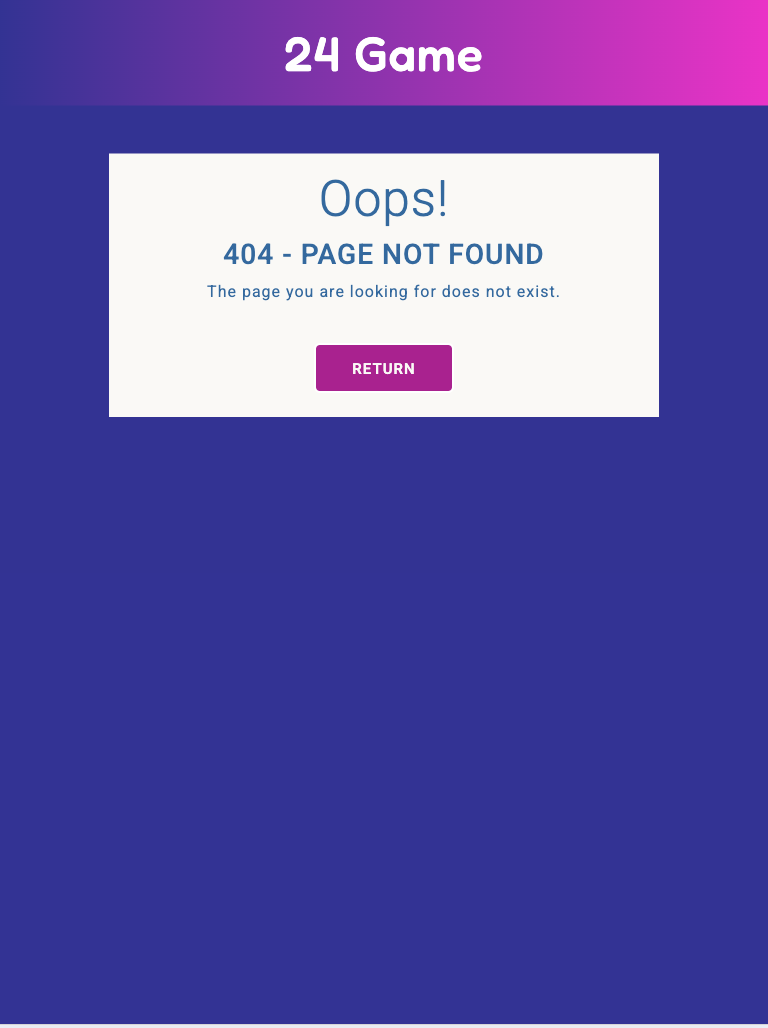 24 Game
Oops!
404 - PAGE NOT FOUND
The page you are looking for does not exist.
RETURN